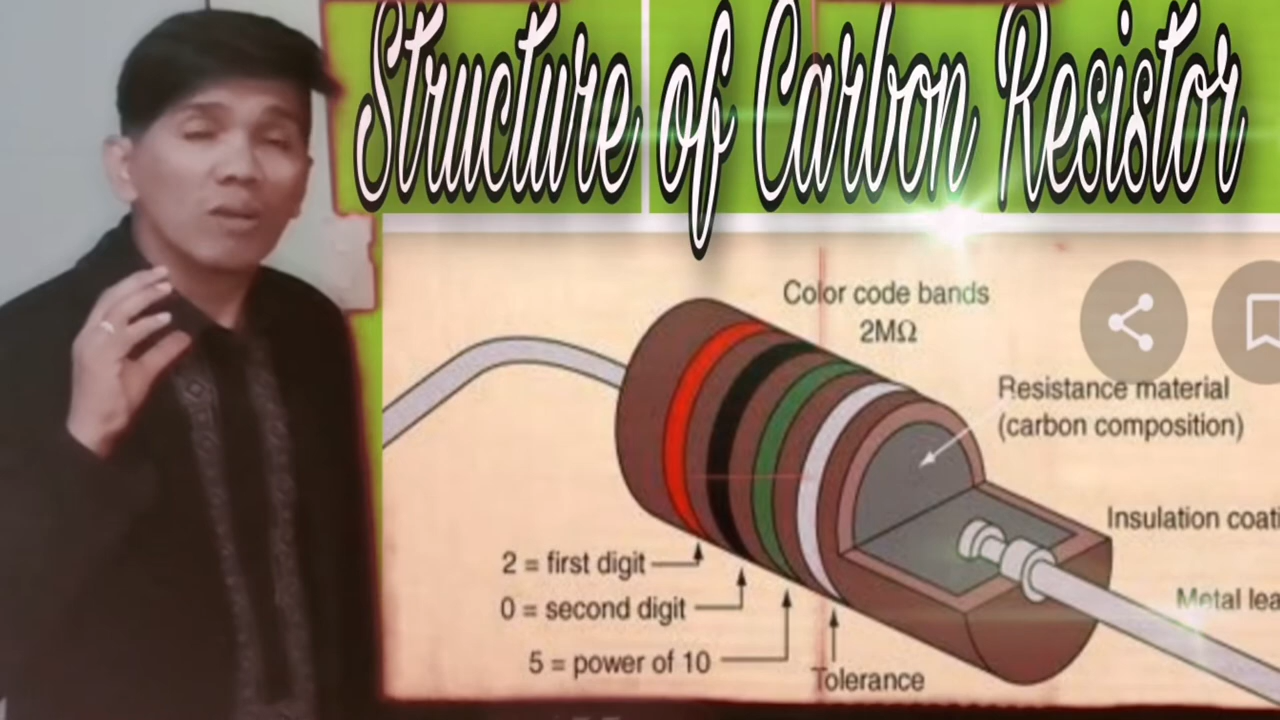 Structure of Carbon Resistor
Color code bands
2MΩ
Resistance material
(carbon composition)
Insulation coati
Metal lea
2 = first digit
0 = second digit
5 = power of 10
Tolerance